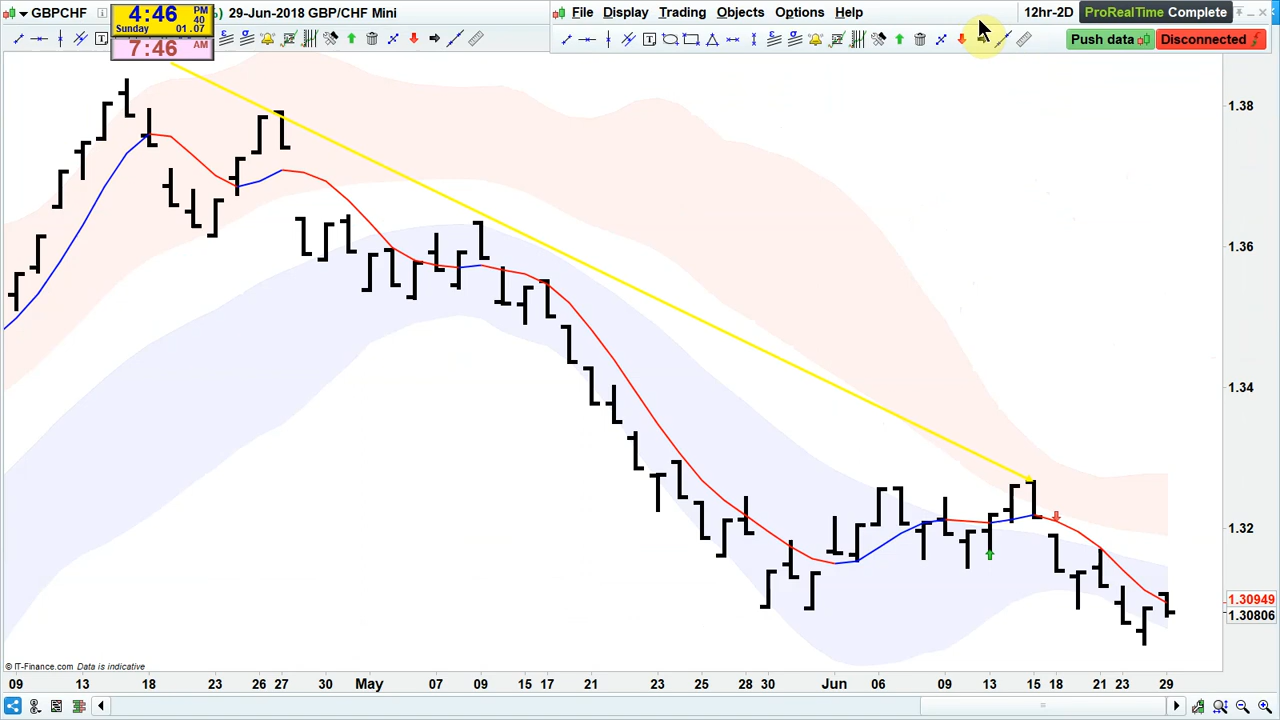 GBPCHF
4:46 PM 40
Sunday 01.07
7:46 AM
) 29-Jun-2018 GBP/CHF Mini
File Display Trading Objects Options Help
12hr-2D ProRealTime Complete
Push data Disconnected
1.38
1.36
1.34
1.32
1.30949
1.30806
© IT-Finance.com Data is indicative
09 13 18 23 26 27 30 May 07 09 15 17 21 23 25 28 30 Jun 06 09 13 15 18 21 23 29